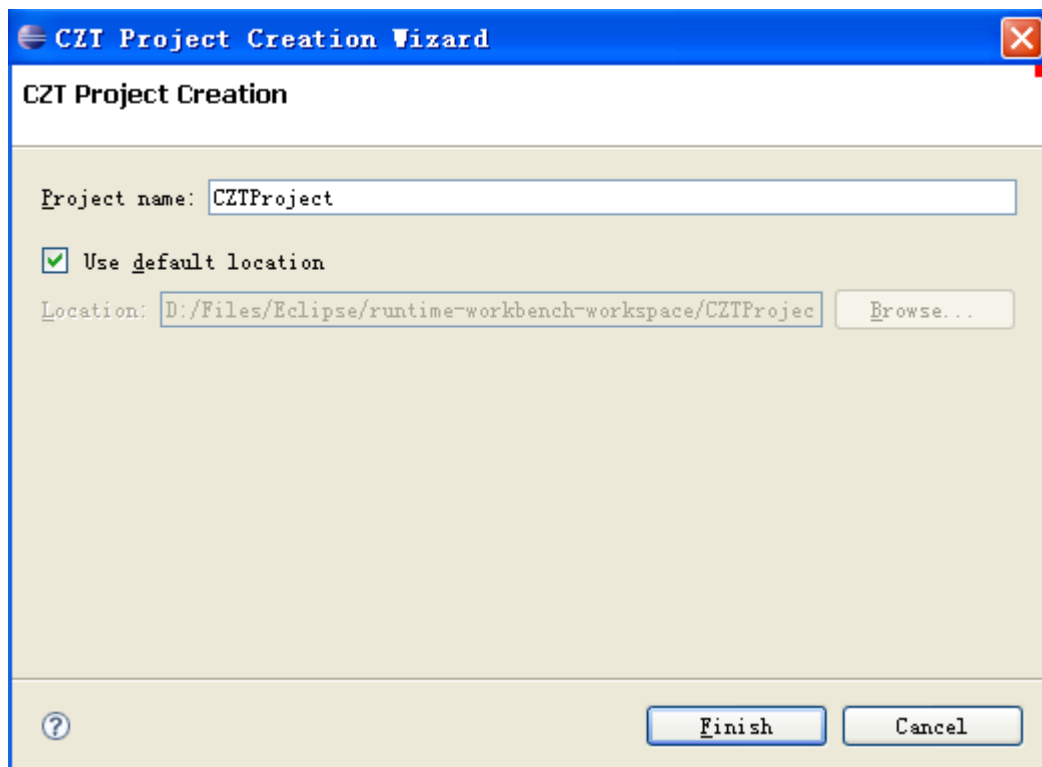 CZT Project Creation Wizard
CZT Project Creation
Project name: CZTProject
Use default location
Location: D:/Files/Eclipse/runtime-workbench-workspace/CZTProjec Browse...
? Finish Cancel